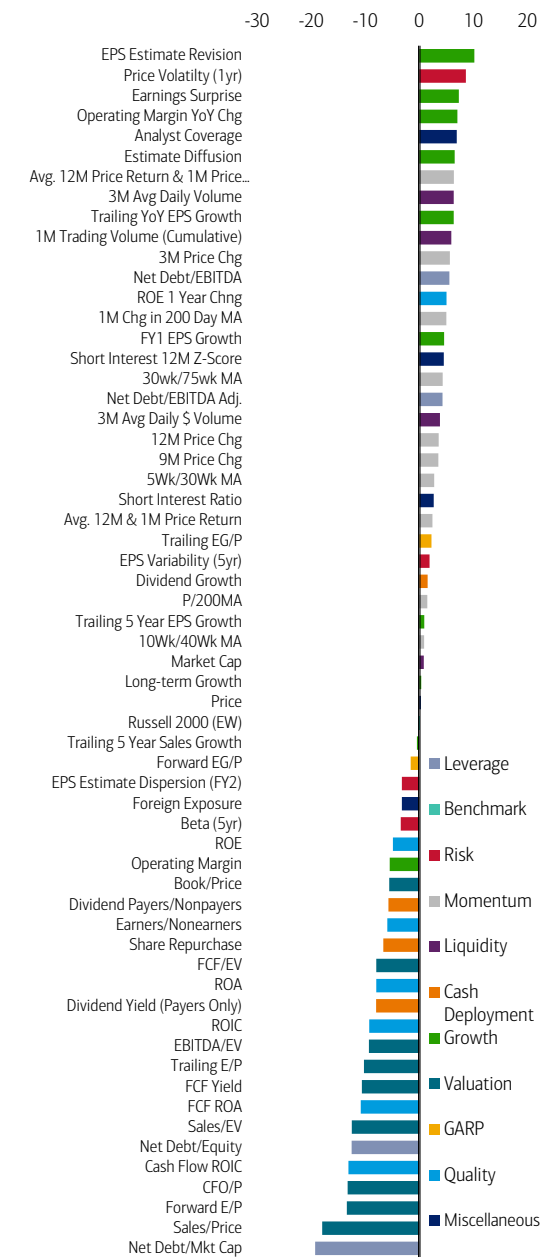 -30 -20 -10 0 10 20
EPS Estimate Revision
Price Volatilty (1yr)
Earnings Surprise
Operating Margin YoY Chg
Analyst Coverage
Estimate Diffusion
Avg. 12M Price Return & 1M Price...
3M Avg Daily Volume
Trailing YoY EPS Growth
1M Trading Volume (Cumulative)
3M Price Chg
Net Debt/EBITDA
ROE 1 Year Chng
1M Chg in 200 Day MA
FY1 EPS Growth
Short Interest 12M Z-Score
30wk/75wk MA
Net Debt/EBITDA Adj.
3M Avg Daily $ Volume
12M Price Chg
9M Price Chg
5Wk/30Wk MA
Short Interest Ratio
Avg. 12M & 1M Price Return
Trailing EG/P
EPS Variability (5yr)
Dividend Growth
P/200MA
Trailing 5 Year EPS Growth
10Wk/40Wk MA
Market Cap
Long-term Growth
Price
Russell 2000 (EW)
Trailing 5 Year Sales Growth
Forward EG/P
EPS Estimate Dispersion (FY2)
Foreign Exposure
Beta (5yr)
ROE
Operating Margin
Book/Price
Dividend Payers/Nonpayers
Earners/Nonearners
Share Repurchase
FCF/EV
ROA
Dividend Yield (Payers Only)
ROIC
EBITDA/EV
Trailing E/P
FCF Yield
FCF ROA
Sales/EV
Net Debt/Equity
Cash Flow ROIC
CFO/P
Forward E/P
Sales/Price
Net Debt/Mkt Cap
Leverage
Benchmark
Risk
Momentum
Liquidity
Cash
Deployment
Growth
Valuation
GARP
Quality
Miscellaneous